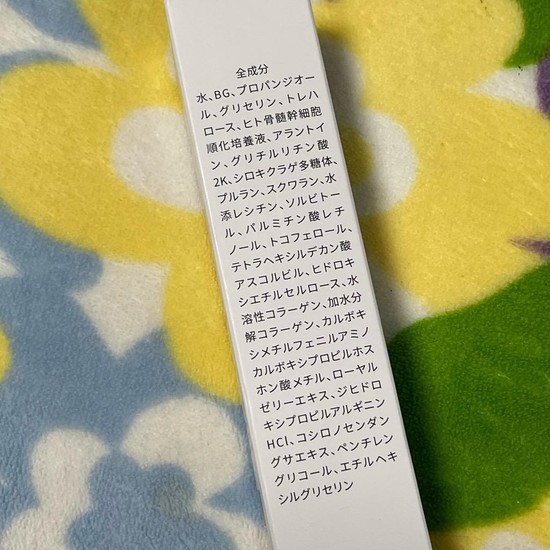 全成分
水、BG、プロパンジオー
ル、グリセリン、トレハ
ロース、ヒト骨髄幹細胞
順化培養液、アラントイ
ン、グリチルリチン酸
2K、シロキクラゲ多糖体、
プルラン、スクワラン、水
添レシチン、ソルビトー
ル、パルミチン酸レチ
ノール、トコフェロール、
テトラヘキシルデカン酸
アスコルビル、ヒドロキ
シエチルセルロース、水
溶性コラーゲン、加水分
解コラーゲン、カルボキ
シメチルフェニルアミノ
カルボキシプロピルホス
ホン酸メチル、ローヤル
ゼリーエキス、ジヒドロ
キシプロピルアルギニン
HCl、コシロノセンダン
グサエキス、ペンチレン
グリコール、エチルヘキ
シルグリセリン